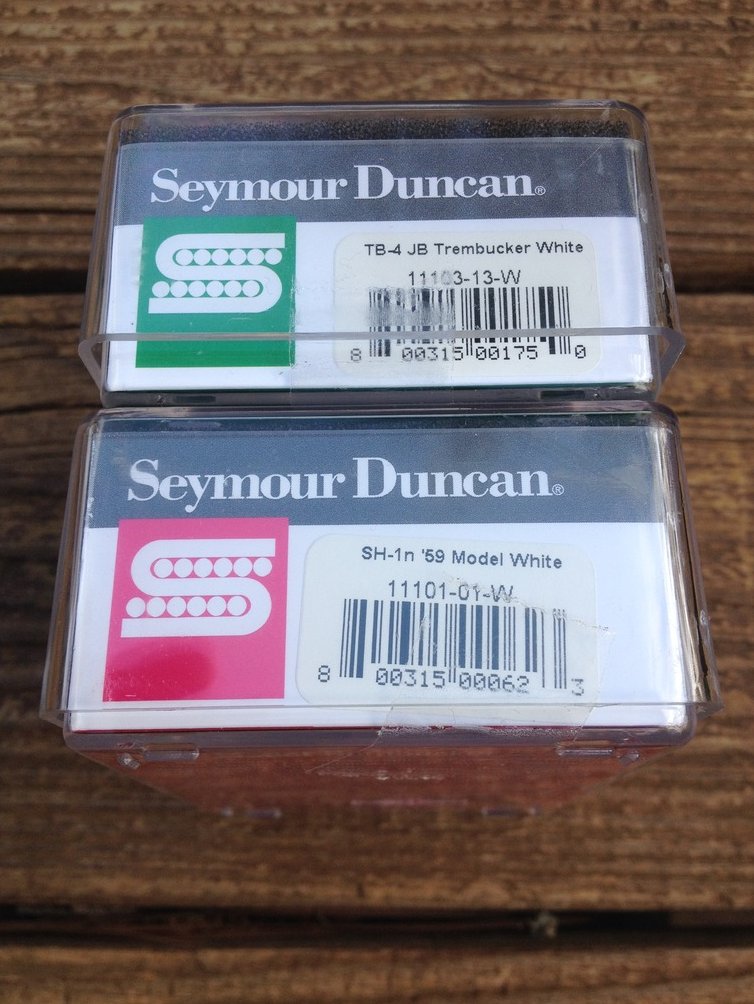 Seymour Duncan®
TB-4 JB Trembucker White
11103-13-W
8 00315 00175 0
Seymour Duncan®
SH-1n '59 Model White
11101-01-W
8 00315 00062 3